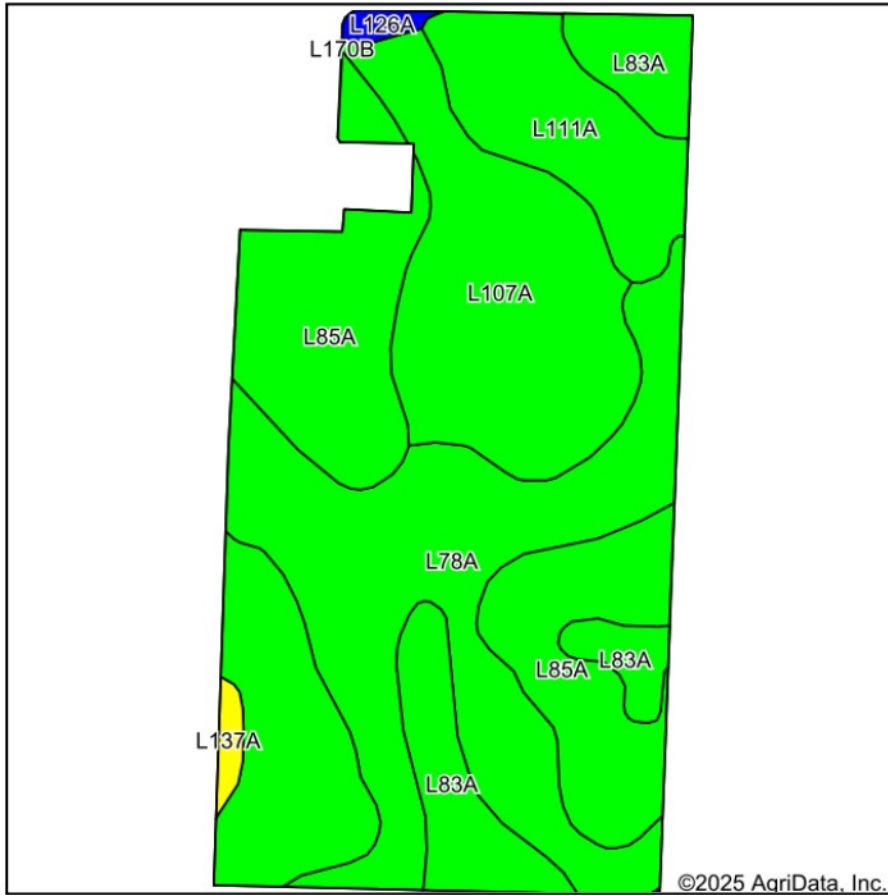 L126A
L170B
L83A
L111A
L107A
L85A
L78A
L83A
L85A
L137A
L83A
©2025 AgriData, Inc.